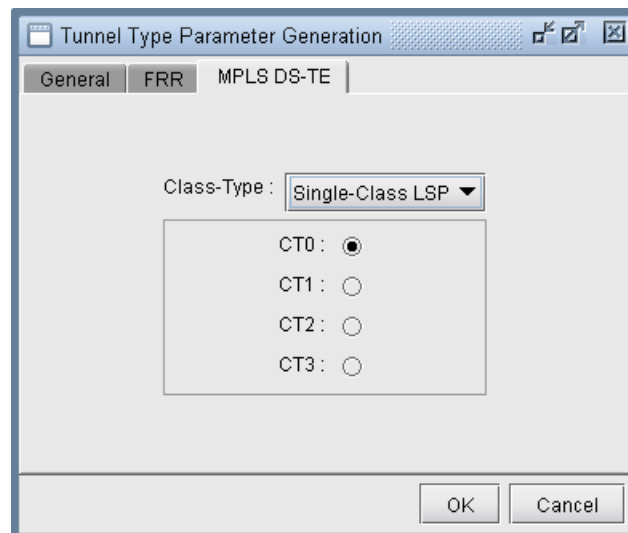 Tunnel Type Parameter Generation
General FRR MPLS DS-TE
Class-Type : Single-Class LSP
CT0 :
CT1 :
CT2 :
CT3 :
OK Cancel